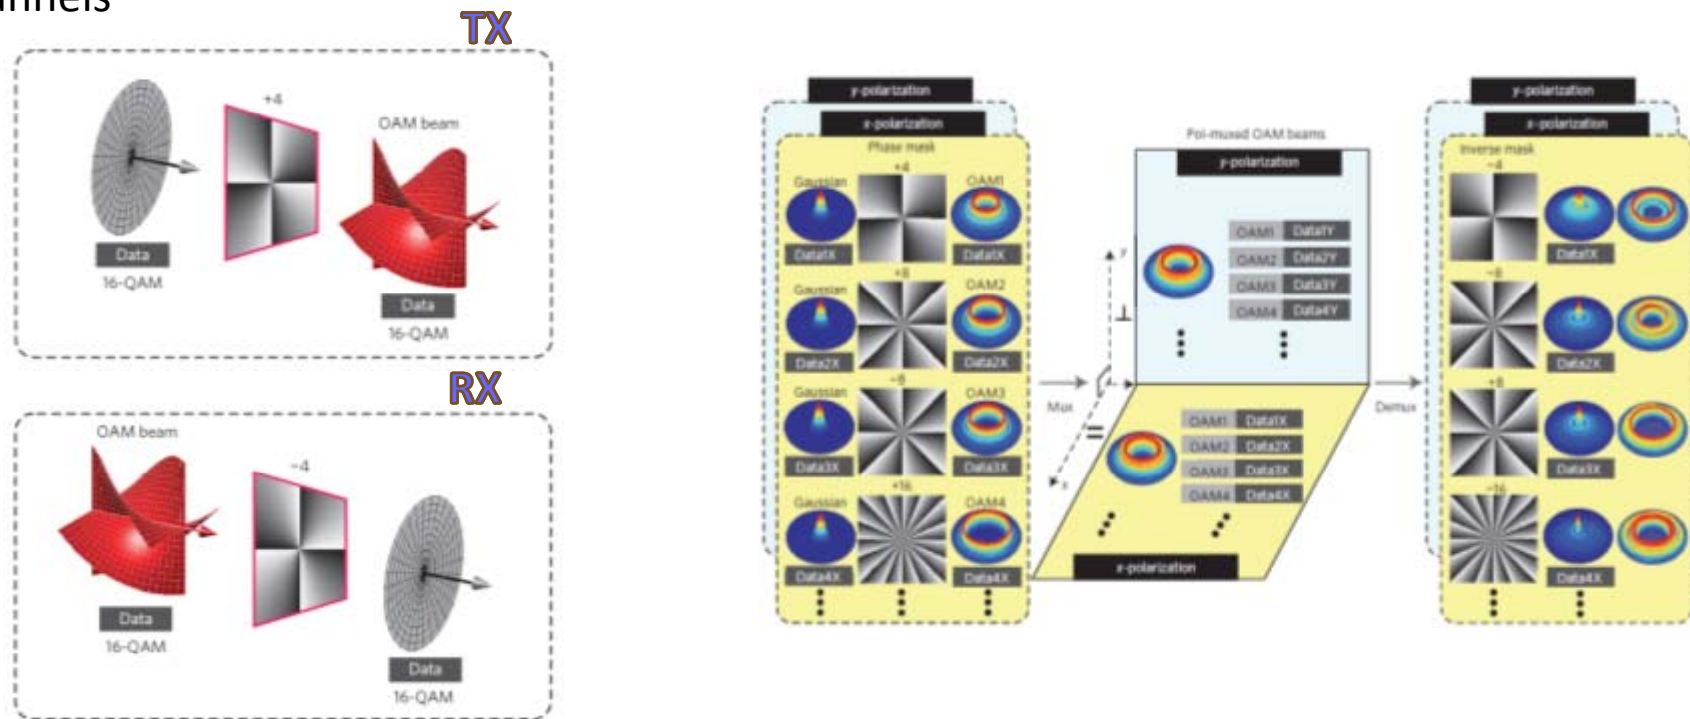 TX
+4
OAM beam
Data
16-QAM
Data
16-QAM
RX
OAM beam
−4
Data
16-QAM
Data
16-QAM
y-polarization
x-polarization
Phase mask
+4
Gaussian
OAM1
Data1X
Data1X
+8
Gaussian
OAM2
Data2X
Data2X
−8
Gaussian
OAM3
Data3X
Data3X
+16
Gaussian
OAM4
Data4X
Data4X
Mux
Pol-muxed OAM beams
y-polarization
OAM1 Data1Y
OAM2 Data2Y
OAM3 Data3Y
OAM4 Data4Y
y
⊥
=
x
OAM1 Data1X
OAM2 Data2X
OAM3 Data3X
OAM4 Data4X
x-polarization
Demux
y-polarization
x-polarization
Inverse mask
−4
Data1X
−8
Data2X
+8
Data3X
−16
Data4X